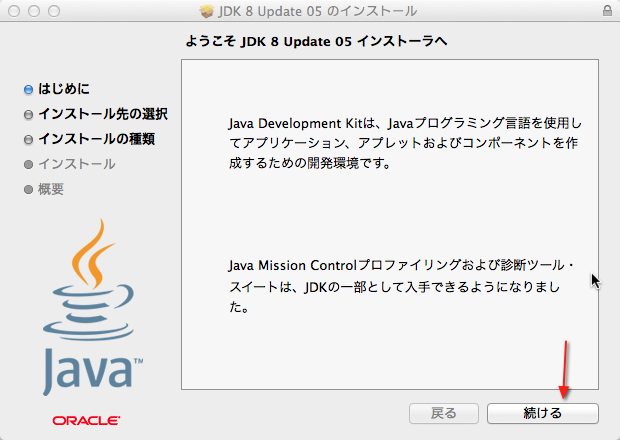 JDK 8 Update 05 のインストール
ようこそ JDK 8 Update 05 インストーラへ
はじめに
インストール先の選択
インストールの種類
インストール
概要
Java Development Kitは、Javaプログラミング言語を使用し
てアプリケーション、アプレットおよびコンポーネントを作
成するための開発環境です。
Java Mission Controlプロファイリングおよび診断ツール・
スイートは、JDKの一部として入手できるようになりまし
た。
Java™
ORACLE®
戻る
続ける